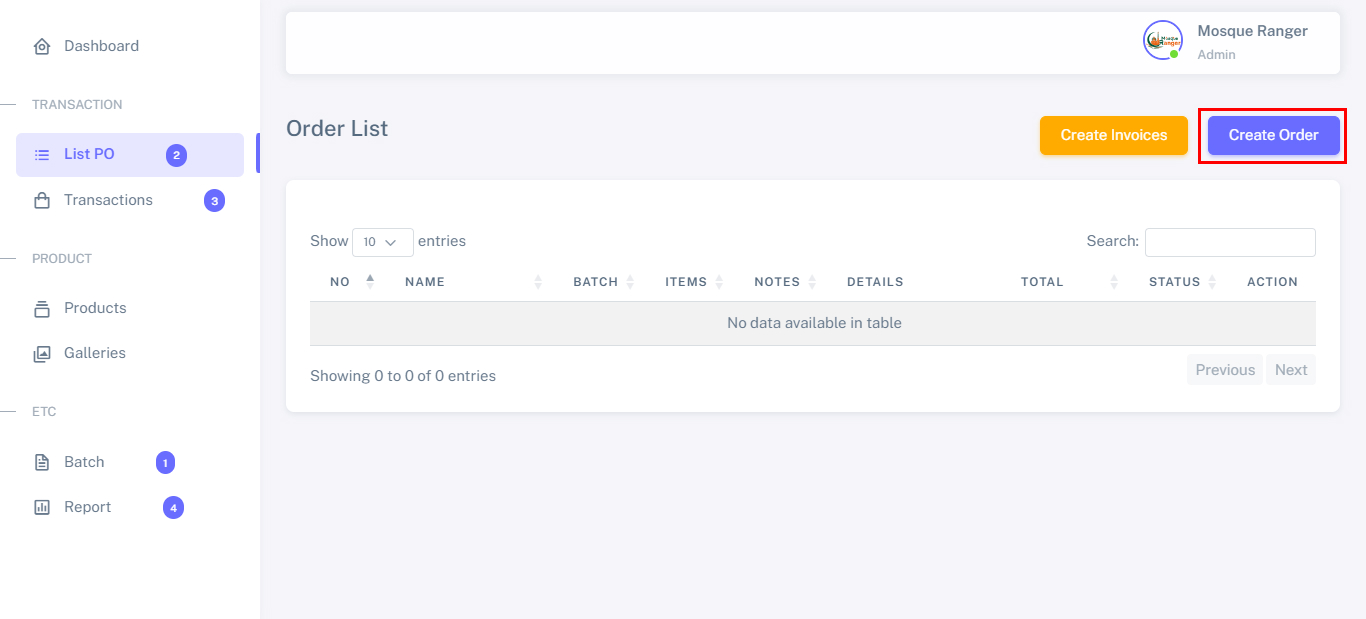 Dashboard
TRANSACTION
List PO 2
Transactions 3
PRODUCT
Products
Galleries
ETC
Batch 1
Report 4
Mosque
Ranger
Mosque Ranger
Admin
Order List
Create Invoices
Create Order
Show 10 entries
Search:
NO NAME BATCH ITEMS NOTES DETAILS TOTAL STATUS ACTION
No data available in table
Showing 0 to 0 of 0 entries
Previous Next